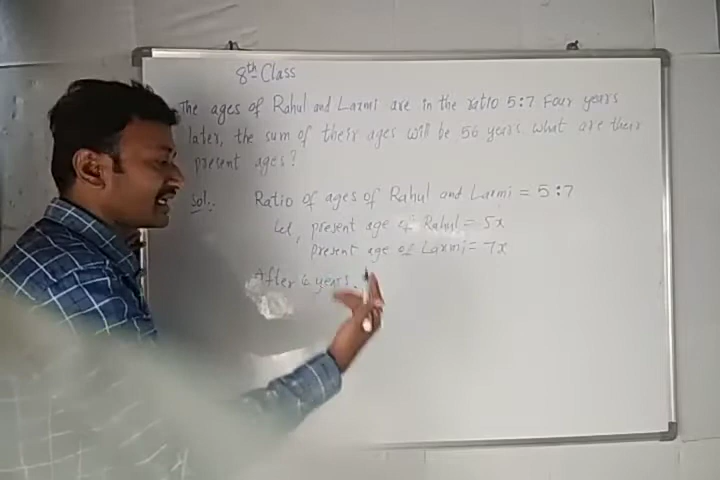 8th Class
The ages of Rahul and Laxmi are in the ratio 5:7 Four years
later, the sum of their ages will be 56 years. what are their
present ages?
Sol:- Ratio of ages of Rahul and Laxmi = 5:7
Let, present age of Rahul = 5x
present age of Laxmi = 7x
After 4 years,